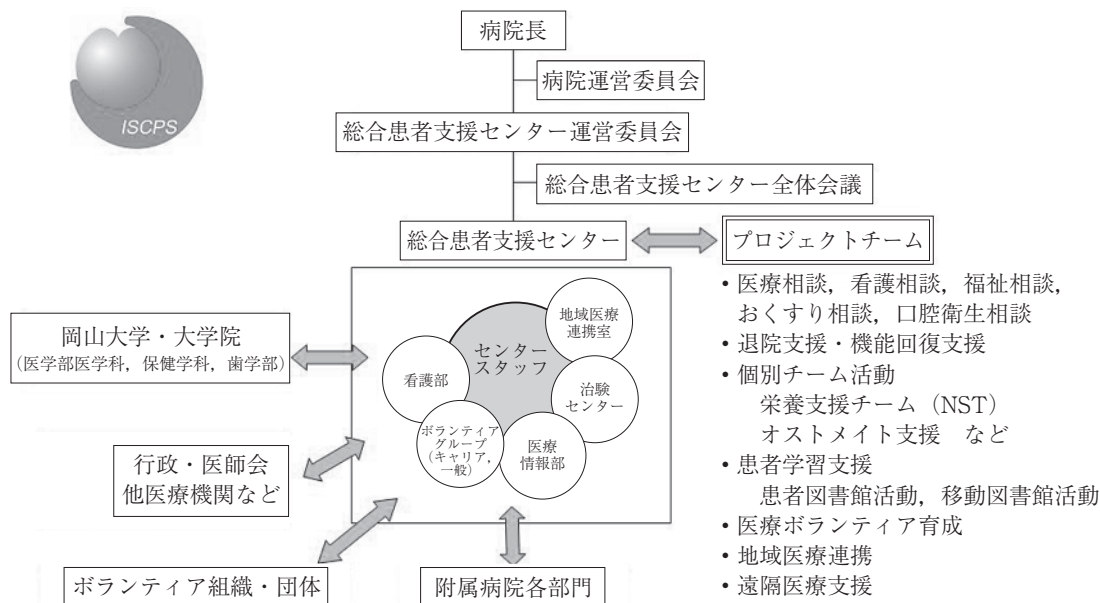 病院長
病院運営委員会
ISCPS
総合患者支援センター運営委員会
総合患者支援センター全体会議
総合患者支援センター
プロジェクトチーム
・医療相談，看護相談，福祉相談，
おくすり相談，口腔衛生相談
・退院支援・機能回復支援
・個別チーム活動
栄養支援チーム（NST）
オストメイト支援　など
・患者学習支援
患者図書館活動，移動図書館活動
・医療ボランティア育成
・地域医療連携
・遠隔医療支援
岡山大学・大学院
（医学部医学科，保健学科，歯学部）
行政・医師会
他医療機関など
ボランティア組織・団体
附属病院各部門
センター
スタッフ
地域医療
連携室
看護部
治験
センター
ボランティア
グループ
（キャリア，
一般）
医療
情報部